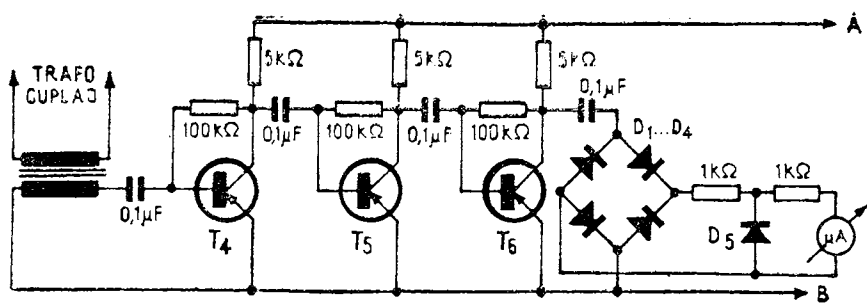 A
5kΩ
5kΩ
5kΩ
TRAFO
CUPLAJ
0,1μF
100kΩ
0,1μF
100kΩ
0,1μF
100kΩ
D1...D4
1kΩ
1kΩ
0,1μF
T4
T5
T6
D5
μA
B